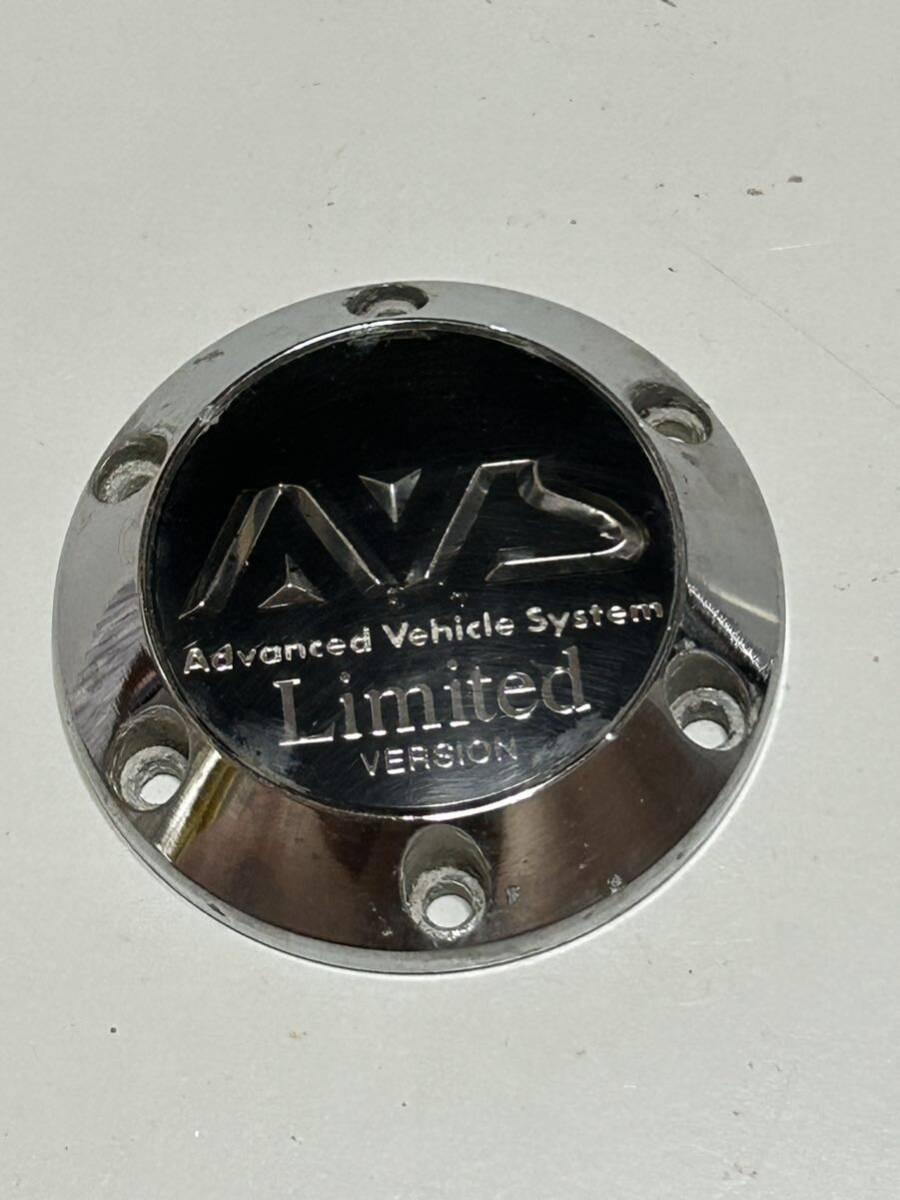 AVS
Advanced Vehicle System
Limited
VERSION